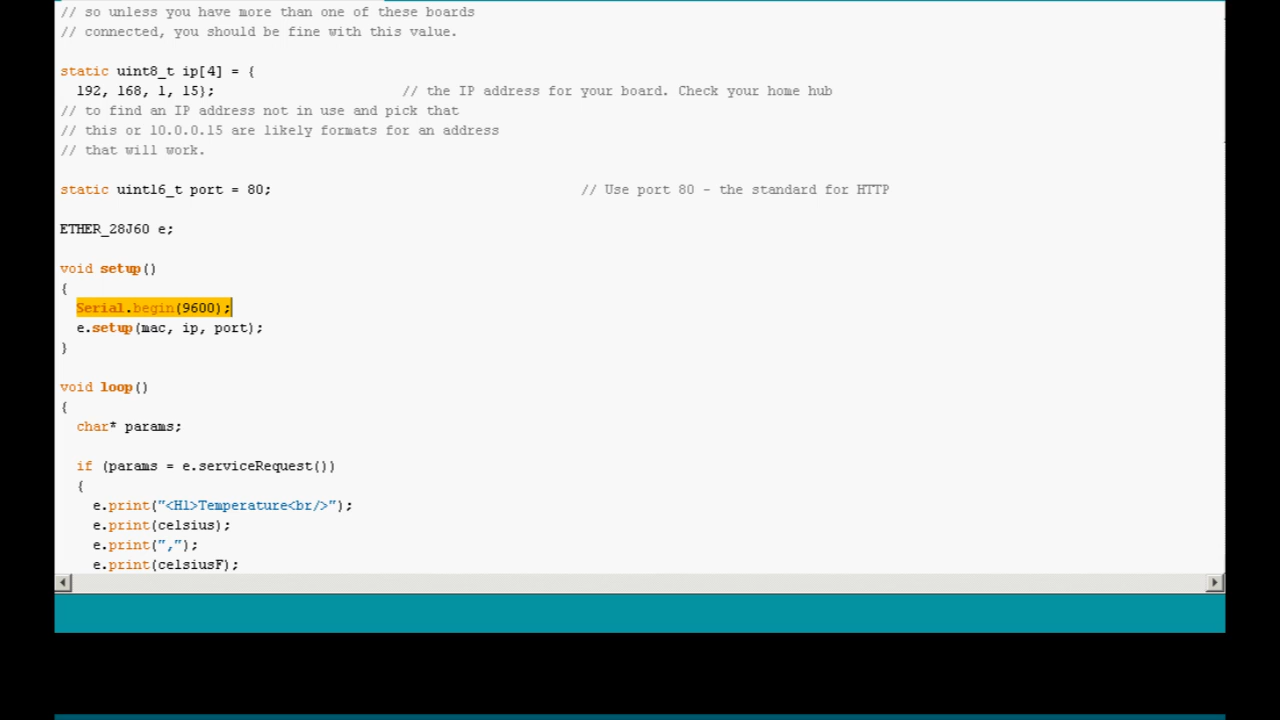 // so unless you have more than one of these boards
// connected, you should be fine with this value.
static uint8_t ip[4] = {
192, 168, 1, 15}; // the IP address for your board. Check your home hub
// to find an IP address not in use and pick that
// this or 10.0.0.15 are likely formats for an address
// that will work.
static uint16_t port = 80; // Use port 80 - the standard for HTTP
ETHER_28J60 e;
void setup()
{
Serial.begin(9600);
e.setup(mac, ip, port);
}
void loop()
{
char* params;
if (params = e.serviceRequest())
{
e.print("<H1>Temperature<br/>");
e.print(celsius);
e.print(",");
e.print(celsiusF);